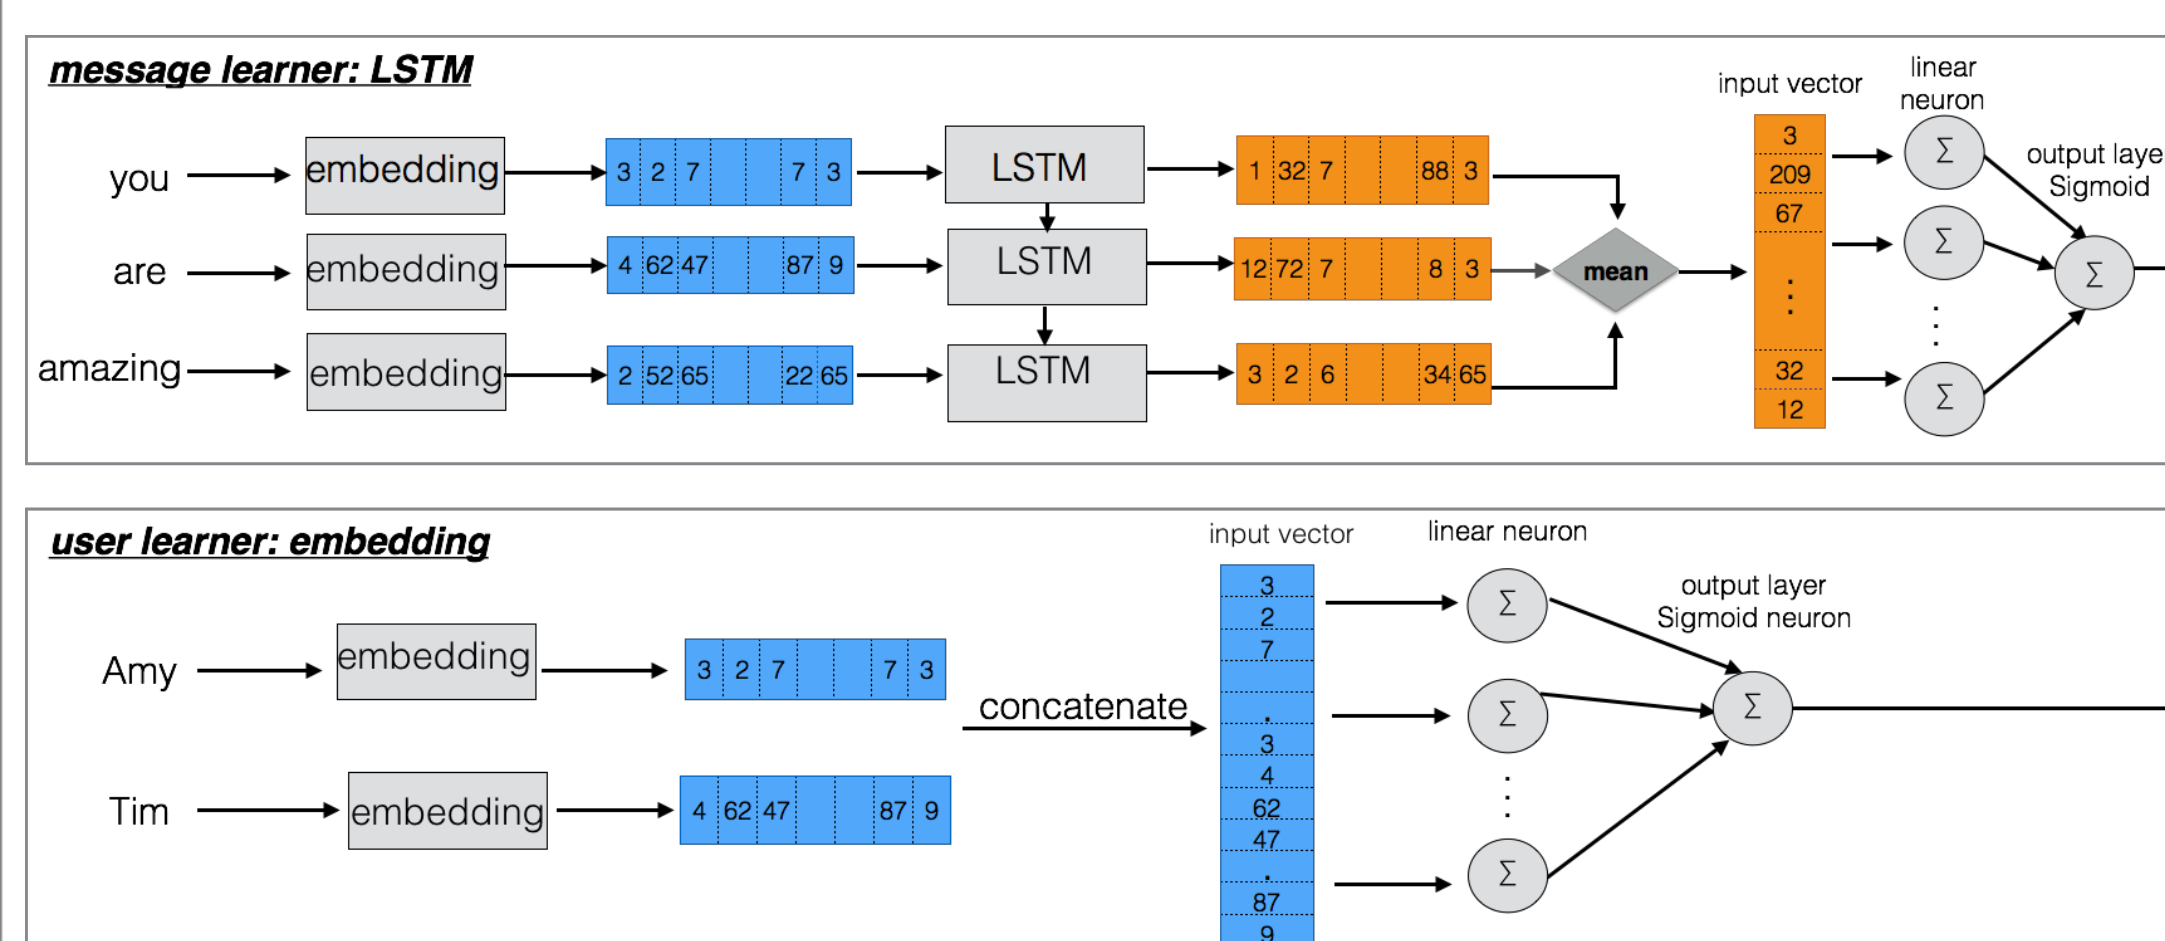 message learner: LSTM
input vector
linear
neuron
output laye
Sigmoid
you
embedding
3 2 7 7 3
LSTM
1 32 7 88 3
are
embedding
4 62 47 87 9
LSTM
12 72 7 8 3
amazing
embedding
2 52 65 22 65
LSTM
3 2 6 34 65
mean
3
209
67
⋮
32
12
Σ
Σ
⋮
Σ
Σ
user learner: embedding
input vector
linear neuron
output layer
Sigmoid neuron
Amy
embedding
3 2 7 7 3
Tim
embedding
4 62 47 87 9
concatenate
3
2
7
.
3
4
62
47
.
87
9
Σ
Σ
⋮
Σ
Σ